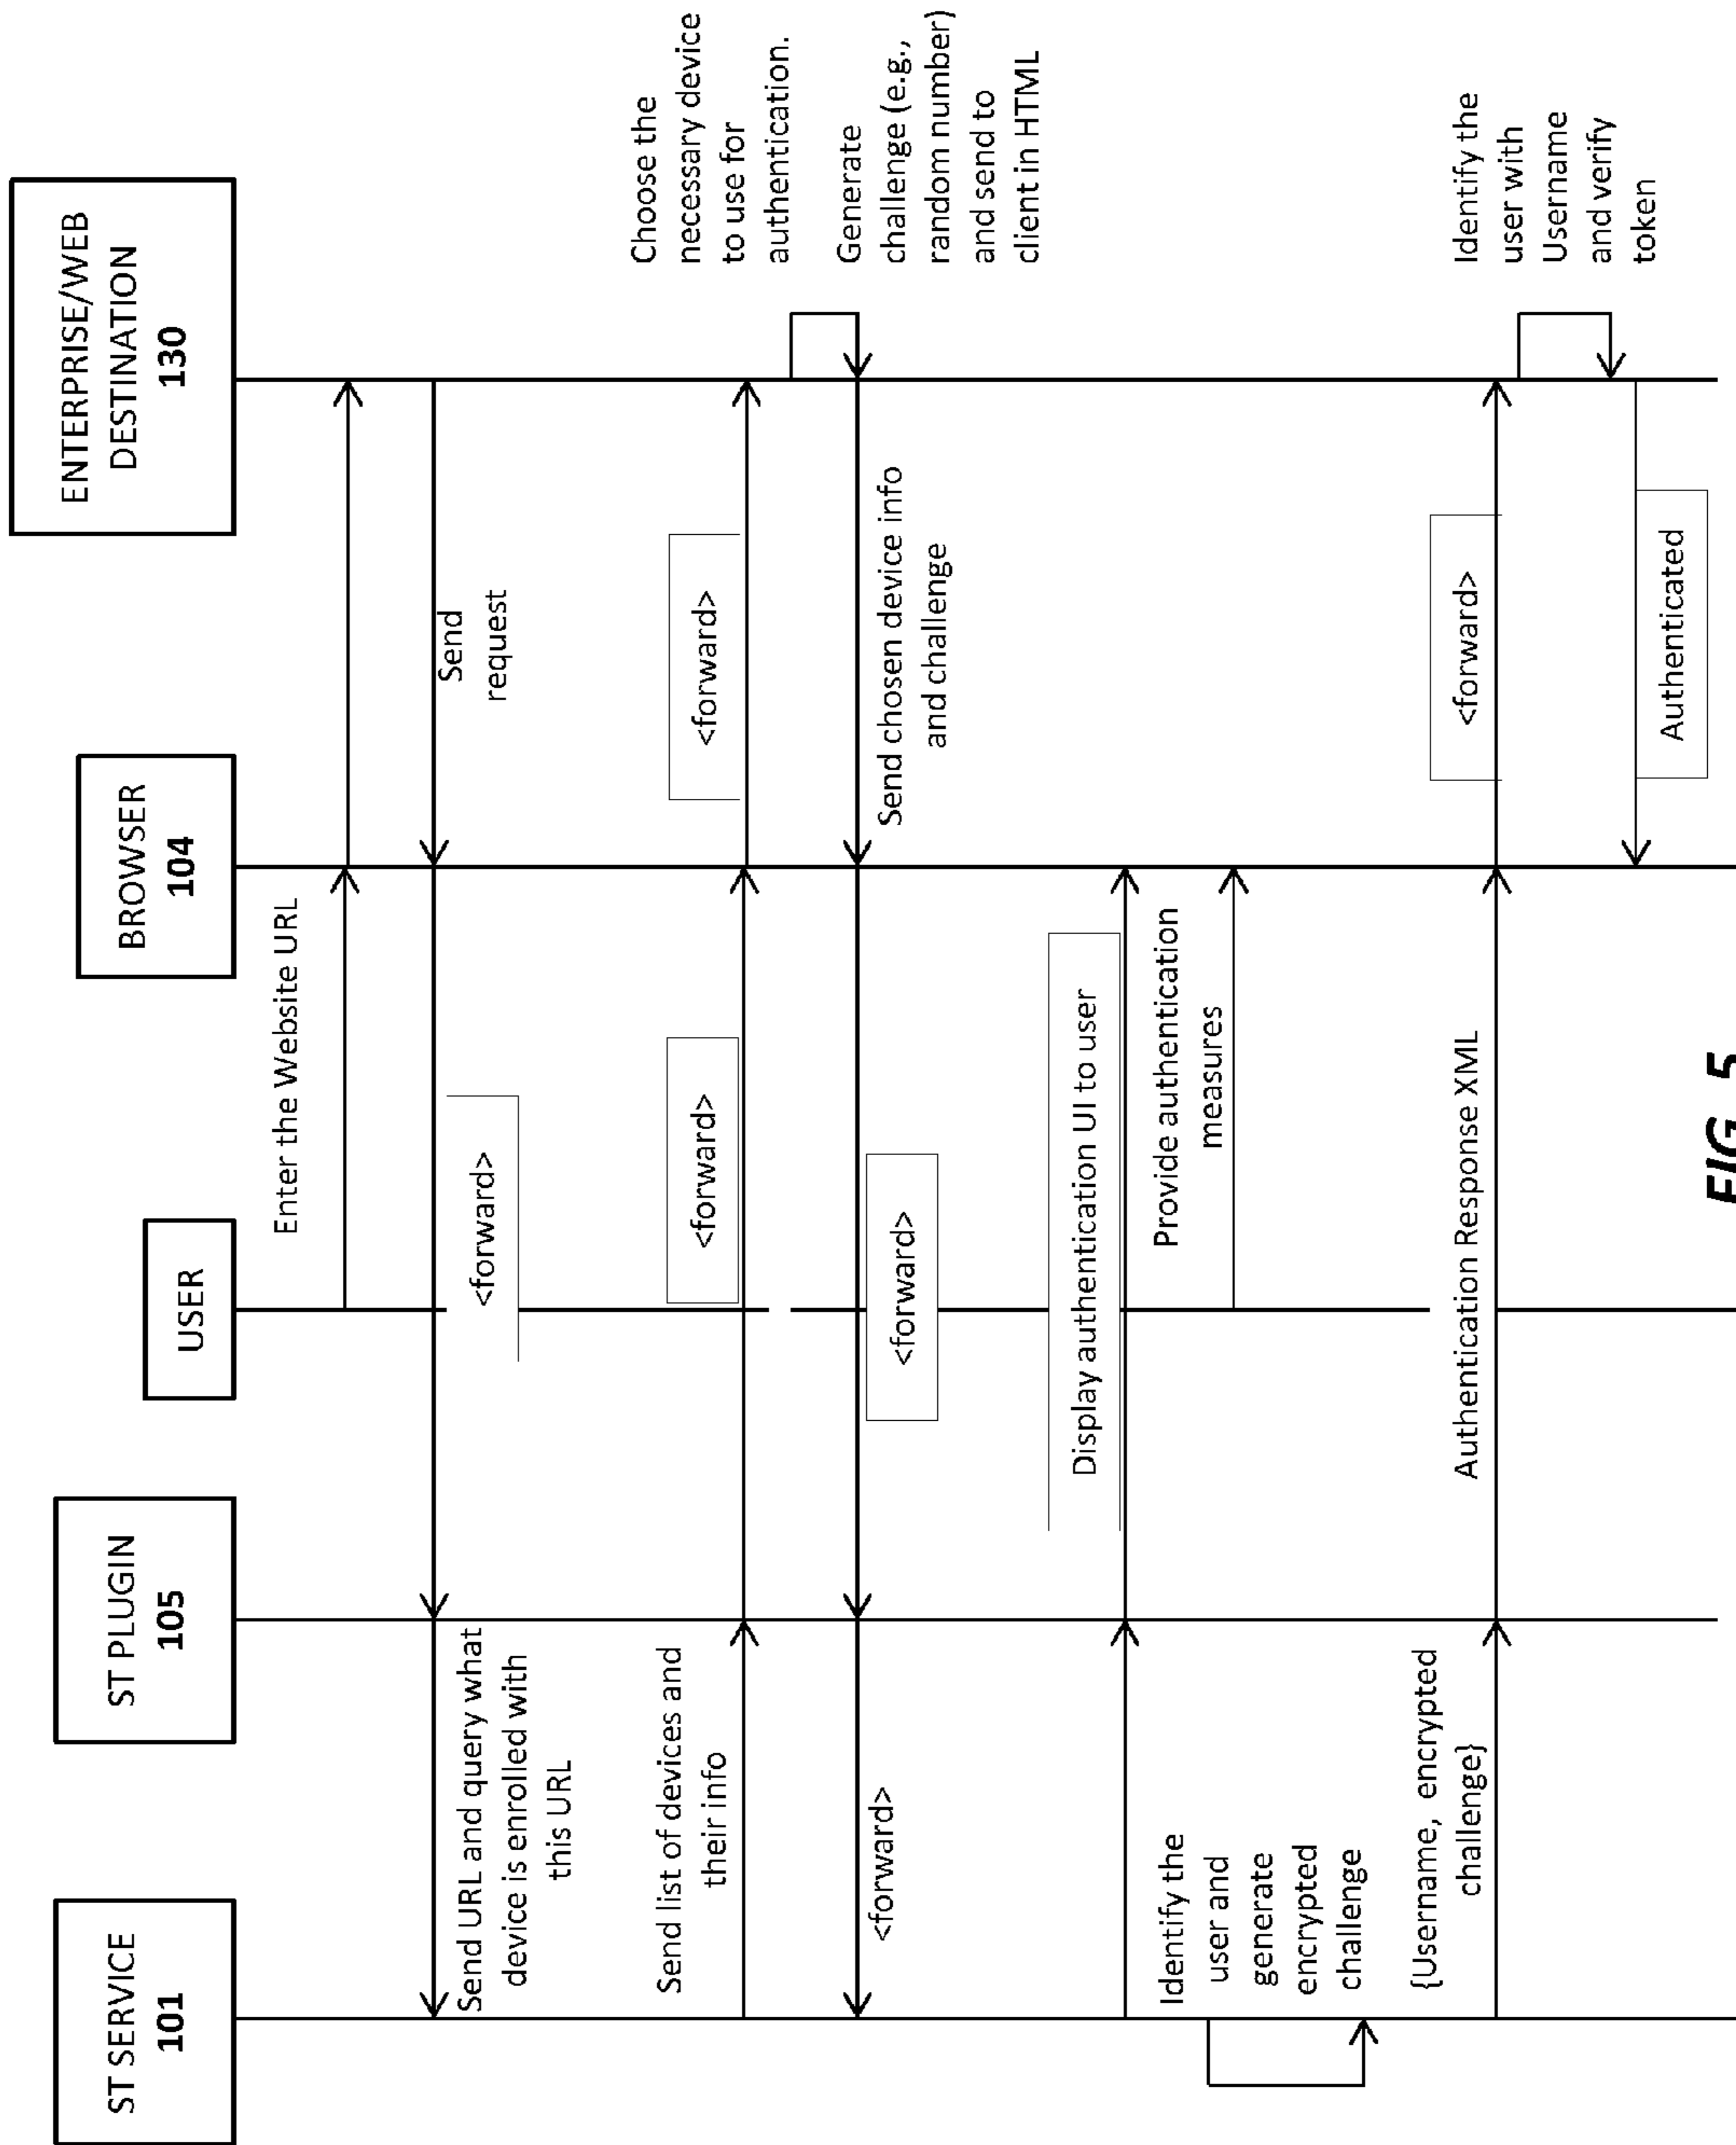 ST SERVICE
101
ST PLUGIN
105
USER
BROWSER
104
ENTERPRISE/WEB
DESTINATION
130
Enter the Website URL
Send
request
<forward>
Send URL and query what
device is enrolled with
this URL
Send list of devices and
their info
<forward>
<forward>
Choose the
necessary device
to use for
authentication.
Generate
challenge (e.g.,
random number)
and send to
client in HTML
Send chosen device info
and challenge
<forward>
<forward>
Display authentication UI to user
Provide authentication
measures
Identify the
user and
generate
encrypted
challenge
{Username, encrypted
challenge}
Authentication Response XML
<forward>
Identify the
user with
Username
and verify
token
Authenticated
FIG. 5